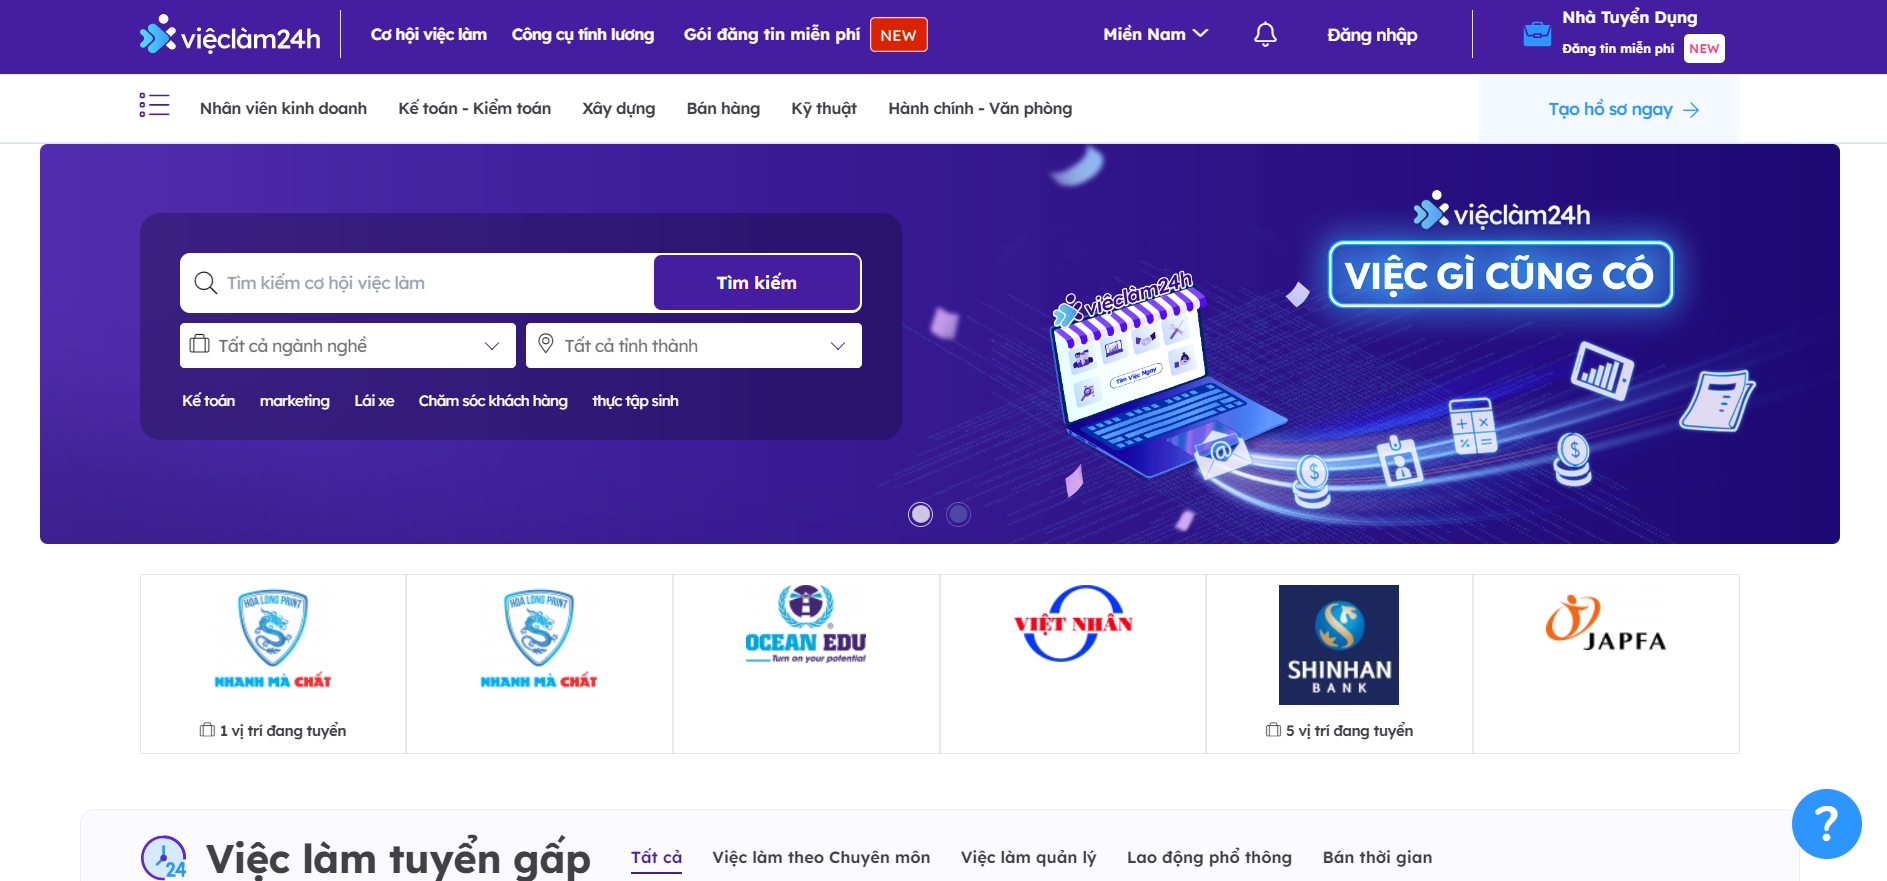 việclàm24h
Cơ hội việc làm
Công cụ tính lương
Gói đăng tin miễn phí NEW
Miền Nam
Đăng nhập
Nhà Tuyển Dụng
Đăng tin miễn phí NEW
Nhân viên kinh doanh
Kế toán - Kiểm toán
Xây dựng
Bán hàng
Kỹ thuật
Hành chính - Văn phòng
Tạo hồ sơ ngay
Tìm kiếm cơ hội việc làm
Tìm kiếm
Tất cả ngành nghề
Tất cả tỉnh thành
Kế toán
marketing
Lái xe
Chăm sóc khách hàng
thực tập sinh
việclàm24h
VIỆC GÌ CŨNG CÓ
việclàm24h
Tìm Việc Ngay
HOA LONG PRINT
NHANH MÀ CHẤT
1 vị trí đang tuyển
HOA LONG PRINT
NHANH MÀ CHẤT
OCEAN EDU
Turn on your potential
VIỆT NHÂN
SHINHAN
BANK
5 vị trí đang tuyển
JAPFA
24
Việc làm tuyển gấp
Tất cả
Việc làm theo Chuyên môn
Việc làm quản lý
Lao động phổ thông
Bán thời gian
?